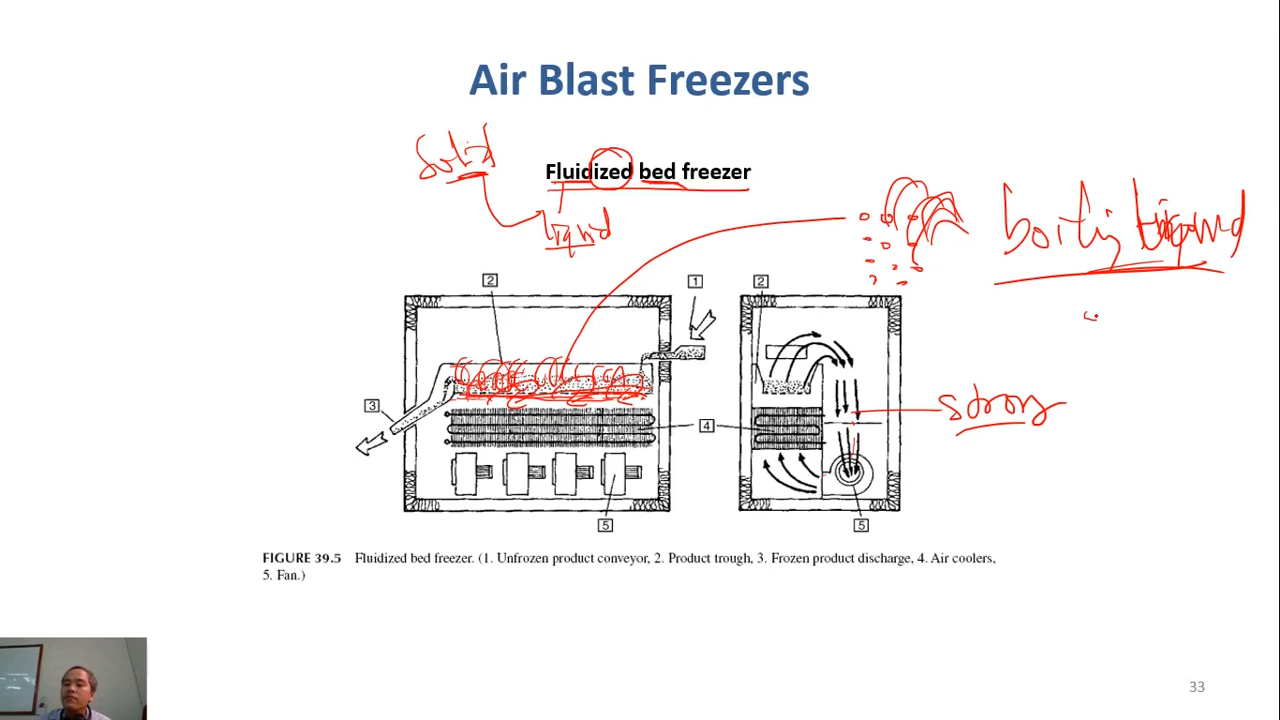 Air Blast Freezers
Solid
Fluidized bed freezer
liquid
boiling liquid
2
1
2
3
4
strong
5
5
FIGURE 39.5 Fluidized bed freezer. (1. Unfrozen product conveyor, 2. Product trough, 3. Frozen product discharge, 4. Air coolers,
5. Fan.)
33